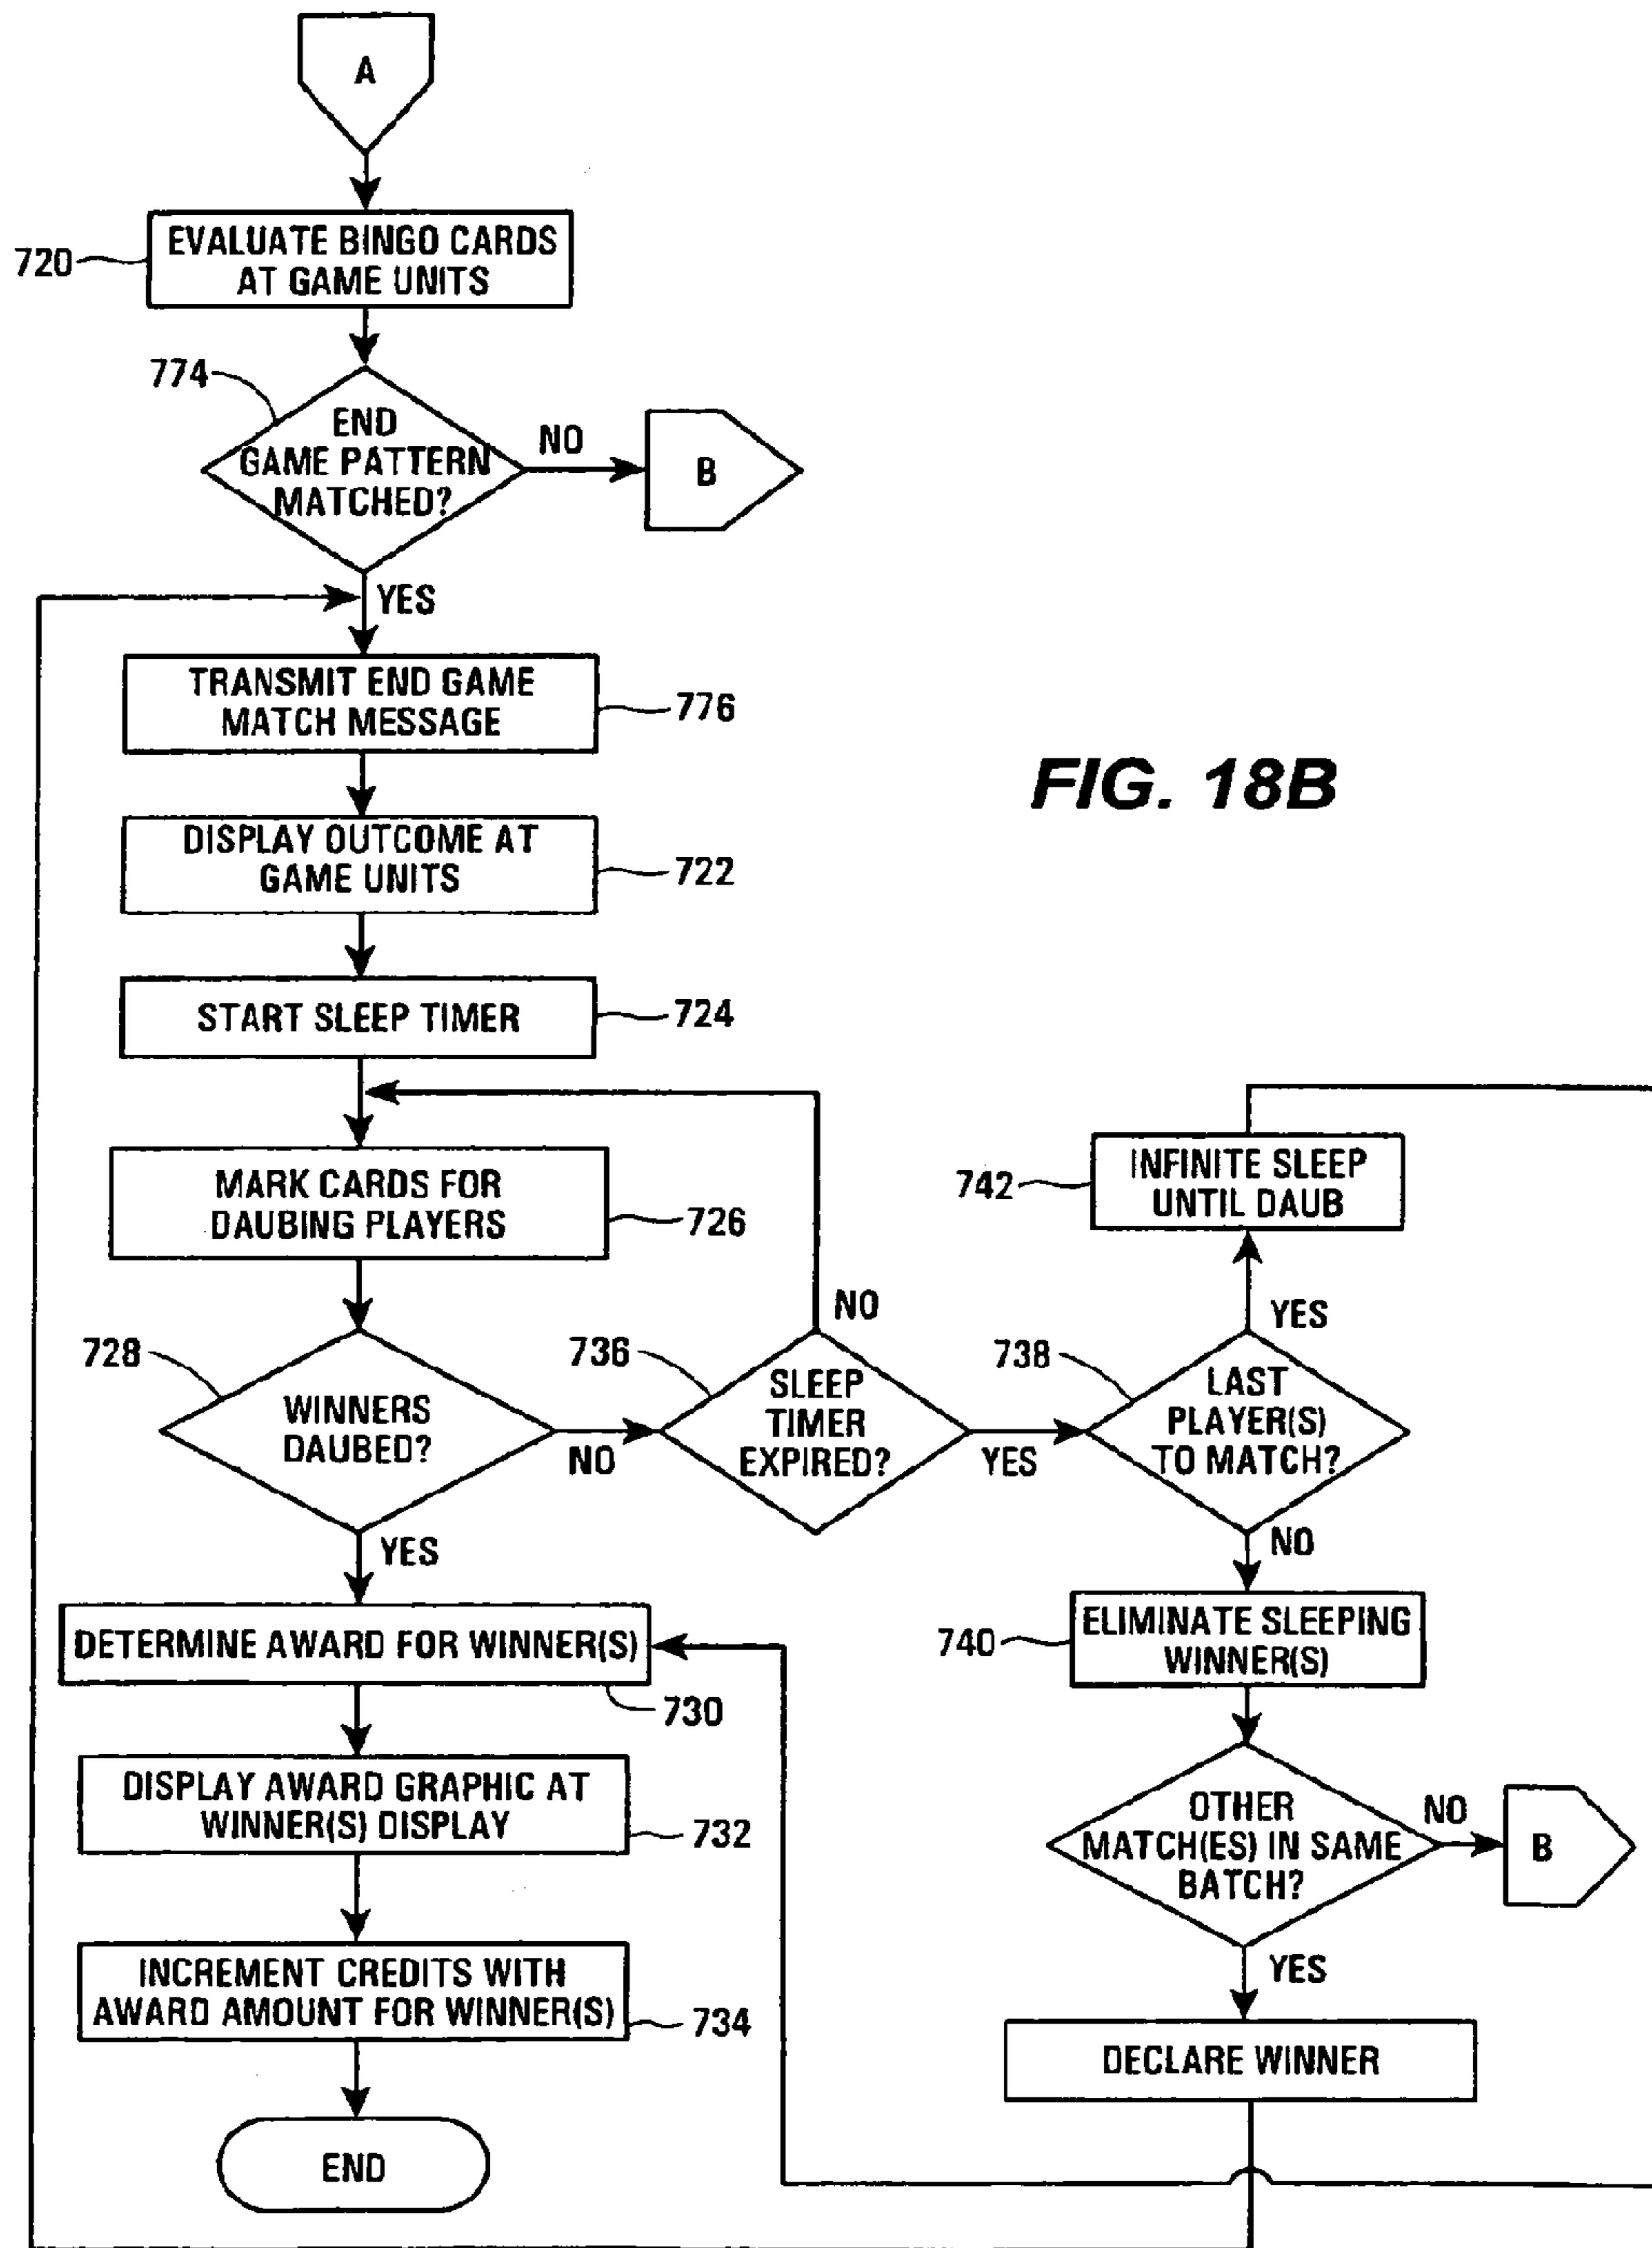 A
720
EVALUATE BINGO CARDS
AT GAME UNITS
774
END
GAME PATTERN
MATCHED?
NO
B
YES
TRANSMIT END GAME
MATCH MESSAGE
776
FIG. 18B
DISPLAY OUTCOME AT
GAME UNITS
722
START SLEEP TIMER
724
MARK CARDS FOR
DAUBING PLAYERS
726
742
INFINITE SLEEP
UNTIL DAUB
728
WINNERS
DAUBED?
NO
736
SLEEP
TIMER
EXPIRED?
NO
YES
738
LAST
PLAYER(S)
TO MATCH?
YES
NO
YES
DETERMINE AWARD FOR WINNER(S)
730
740
ELIMINATE SLEEPING
WINNER(S)
DISPLAY AWARD GRAPHIC AT
WINNER(S) DISPLAY
732
OTHER
MATCH(ES) IN SAME
BATCH?
NO
B
YES
INCREMENT CREDITS WITH
AWARD AMOUNT FOR WINNER(S)
734
DECLARE WINNER
END